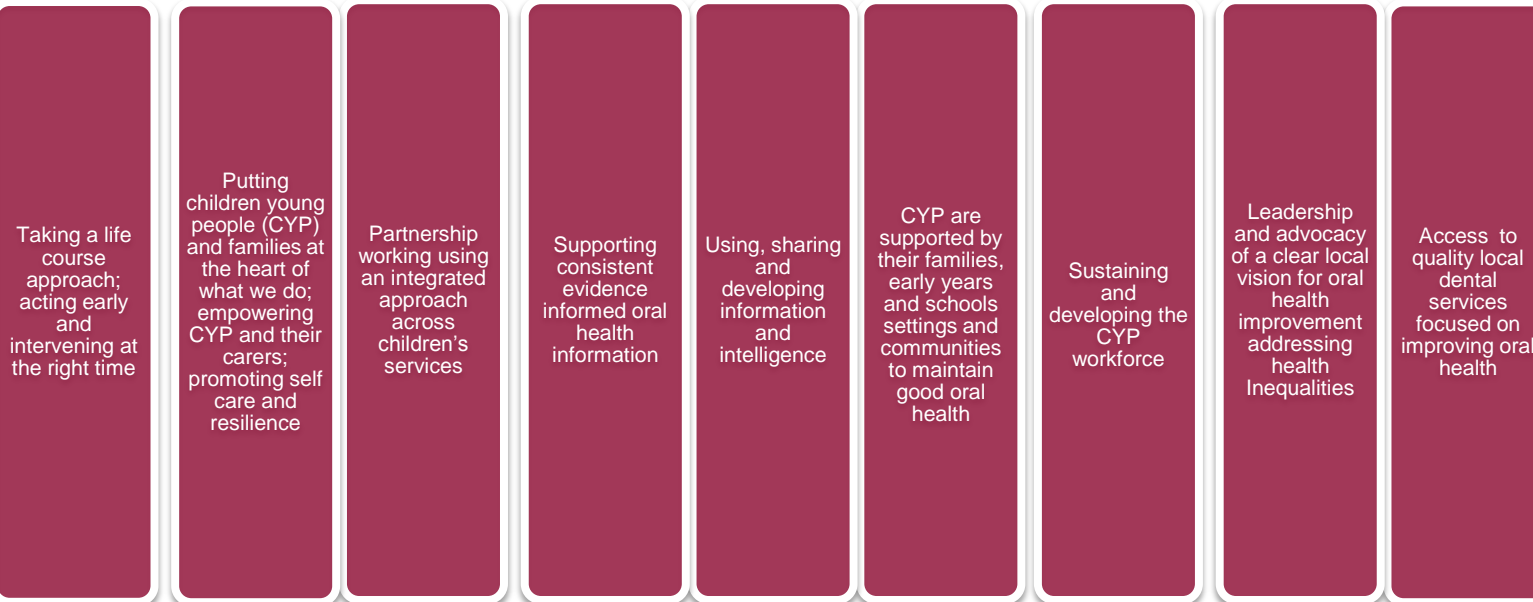 Taking a life
course
approach;
acting early
and
intervening at
the right time
Putting
children young
people (CYP)
and families at
the heart of
what we do;
empowering
CYP and their
carers;
promoting self
care and
resilience
Partnership
working using
an integrated
approach
across
children's
services
Supporting
consistent
evidence
informed oral
health
information
Using, sharing
and
developing
information
and
intelligence
CYP are
supported by
their families,
early years
and schools
settings and
communities
to maintain
good oral
health
Sustaining
and
developing the
CYP
workforce
Leadership
and advocacy
of a clear local
vision for oral
health
improvement
addressing
health
Inequalities
Access to
quality local
dental
services
focused on
improving oral
health